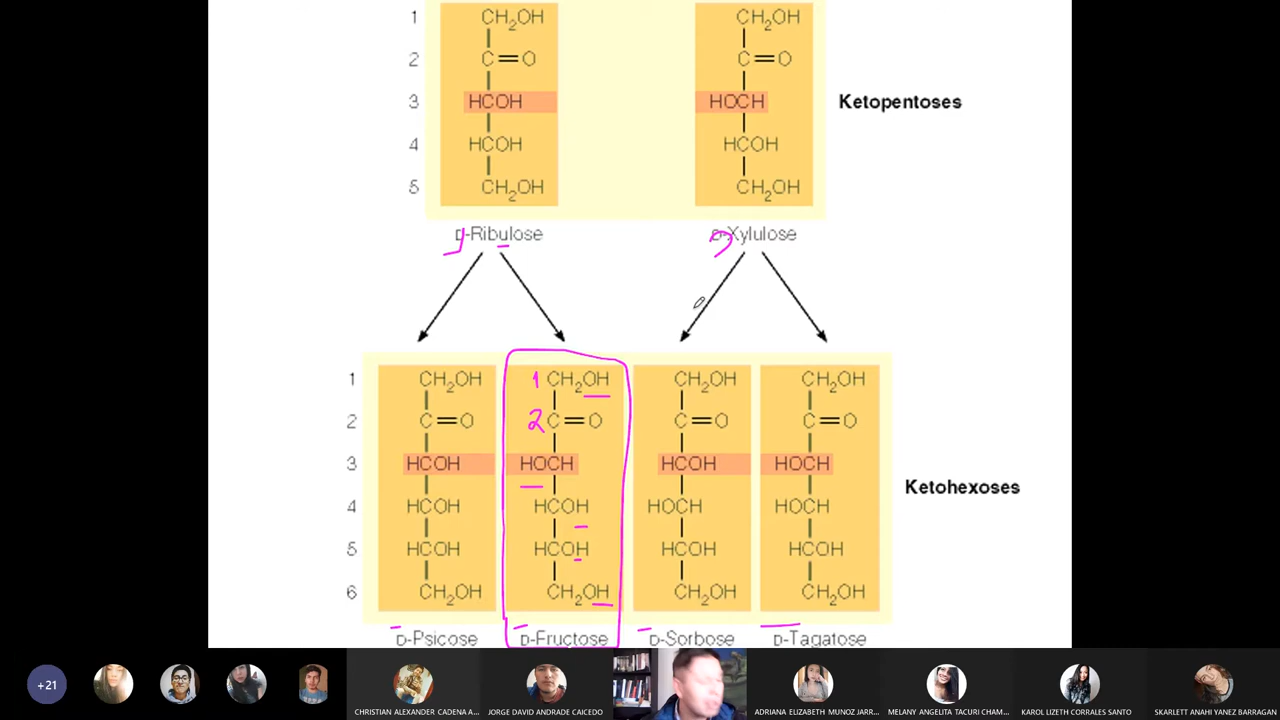 1 CH₂OH CH₂OH
2 C=O C=O
3 HCOH HOCH Ketopentoses
4 HCOH HCOH
5 CH₂OH CH₂OH
D-Ribulose D-Xylulose
1 CH₂OH 1 CH₂OH CH₂OH CH₂OH
2 C=O 2 C=O C=O C=O
3 HCOH HOCH HCOH HOCH
Ketohexoses
4 HCOH HCOH HOCH HOCH
5 HCOH HCOH HCOH HCOH
6 CH₂OH CH₂OH CH₂OH CH₂OH
D-Psicose D-Fructose D-Sorbose D-Tagatose
+21
CHRISTIAN ALEXANDER CADENA A... JORGE DAVID ANDRADE CAICEDO ADRIANA ELIZABETH MUNOZ JARR... MELANY ANGELITA TACURI CHAM... KAROL LIZETH CORRALES SANTO SKARLETT ANAHI YANEZ BARRAGAN